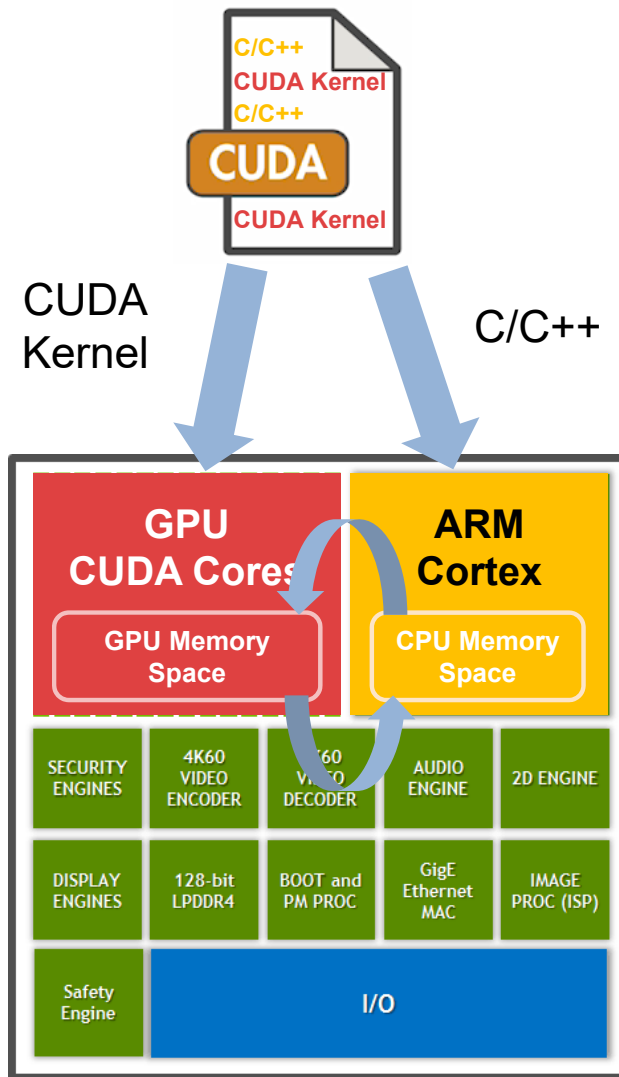 C/C++
CUDA Kernel
C/C++
CUDA
CUDA Kernel
CUDA
Kernel
C/C++
GPU
CUDA Cores
ARM
Cortex
GPU Memory
Space
CPU Memory
Space
SECURITY
ENGINES
4K60
VIDEO
ENCODER
60
VIDEO
DECODER
AUDIO
ENGINE
2D ENGINE
DISPLAY
ENGINES
128-bit
LPDDR4
BOOT and
PM PROC
GigE
Ethernet
MAC
IMAGE
PROC (ISP)
Safety
Engine
I/O